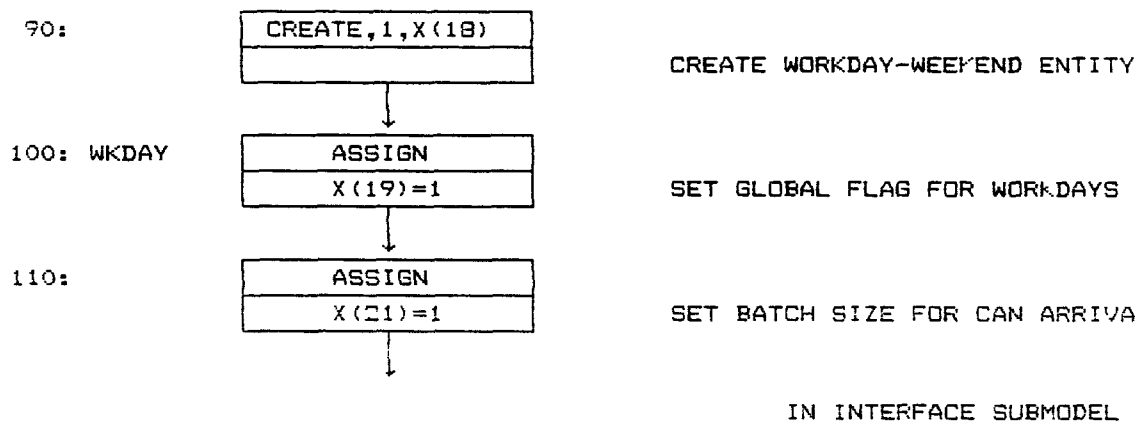 90: CREATE,1,X(18)
CREATE WORKDAY-WEEKEND ENTITY
100: WKDAY ASSIGN
X(19)=1 SET GLOBAL FLAG FOR WORKDAYS
110: ASSIGN
X(21)=1 SET BATCH SIZE FOR CAN ARRIVA
IN INTERFACE SUBMODEL